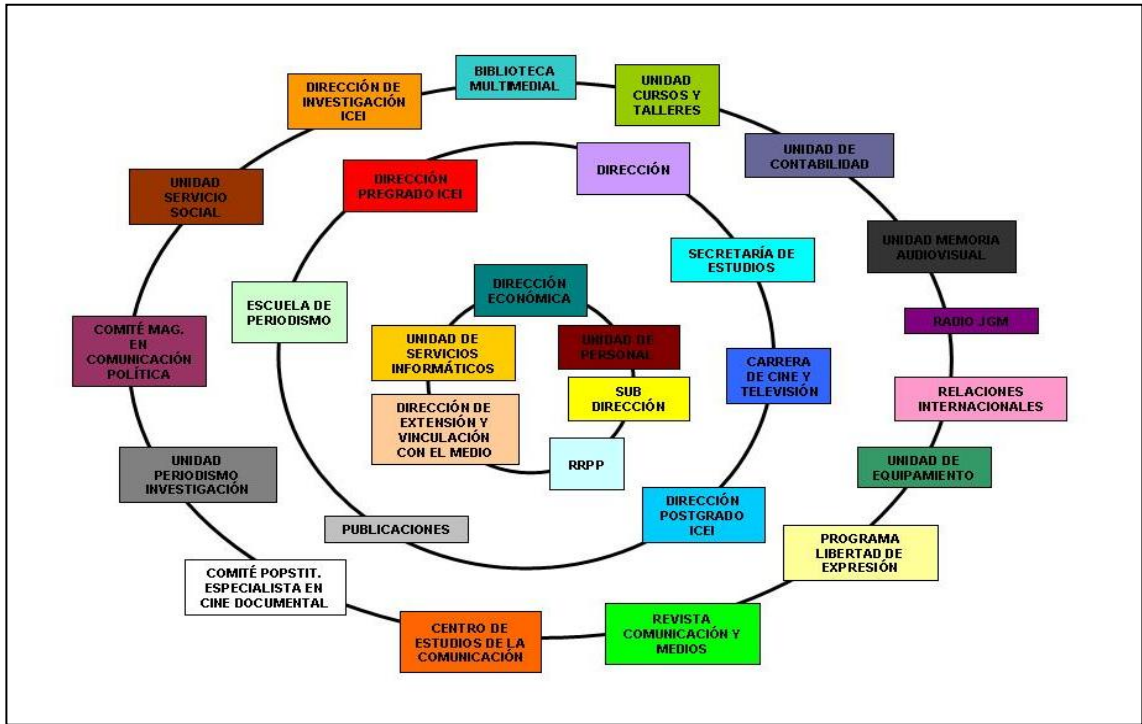 BIBLIOTECA
MULTIMEDIAL
UNIDAD
CURSOS Y
TALLERES
DIRECCIÓN DE
INVESTIGACIÓN
ICEI
UNIDAD DE
CONTABILIDAD
DIRECCIÓN
PREGRADO ICEI
DIRECCIÓN
UNIDAD
SERVICIO
SOCIAL
UNIDAD MEMORIA
AUDIOVISUAL
SECRETARÍA DE
ESTUDIOS
DIRECCIÓN
ECONÓMICA
ESCUELA DE
PERIODISMO
RADIO JGM
COMITÉ MAG.
EN
COMUNICACIÓN
POLÍTICA
UNIDAD DE
SERVICIOS
INFORMÁTICOS
UNIDAD DE
PERSONAL
CARRERA
DE CINE Y
TELEVISIÓN
RELACIONES
INTERNACIONALES
SUB
DIRECCIÓN
DIRECCIÓN DE
EXTENSIÓN Y
VINCULACIÓN
CON EL MEDIO
RRPP
UNIDAD
PERIODISMO
INVESTIGACIÓN
UNIDAD DE
EQUIPAMIENTO
DIRECCIÓN
POSTGRADO
ICEI
PUBLICACIONES
PROGRAMA
LIBERTAD DE
EXPRESIÓN
COMITÉ POPSTIT.
ESPECIALISTA EN
CINE DOCUMENTAL
REVISTA
COMUNICACIÓN Y
MEDIOS
CENTRO DE
ESTUDIOS DE LA
COMUNICACIÓN